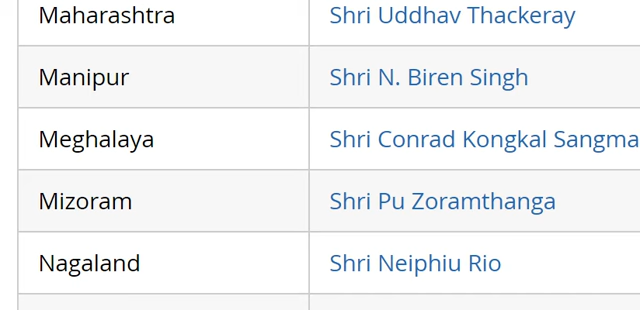 Maharashtra Shri Uddhav Thackeray
Manipur Shri N. Biren Singh
Meghalaya Shri Conrad Kongkal Sangma
Mizoram Shri Pu Zoramthanga
Nagaland Shri Neiphiu Rio